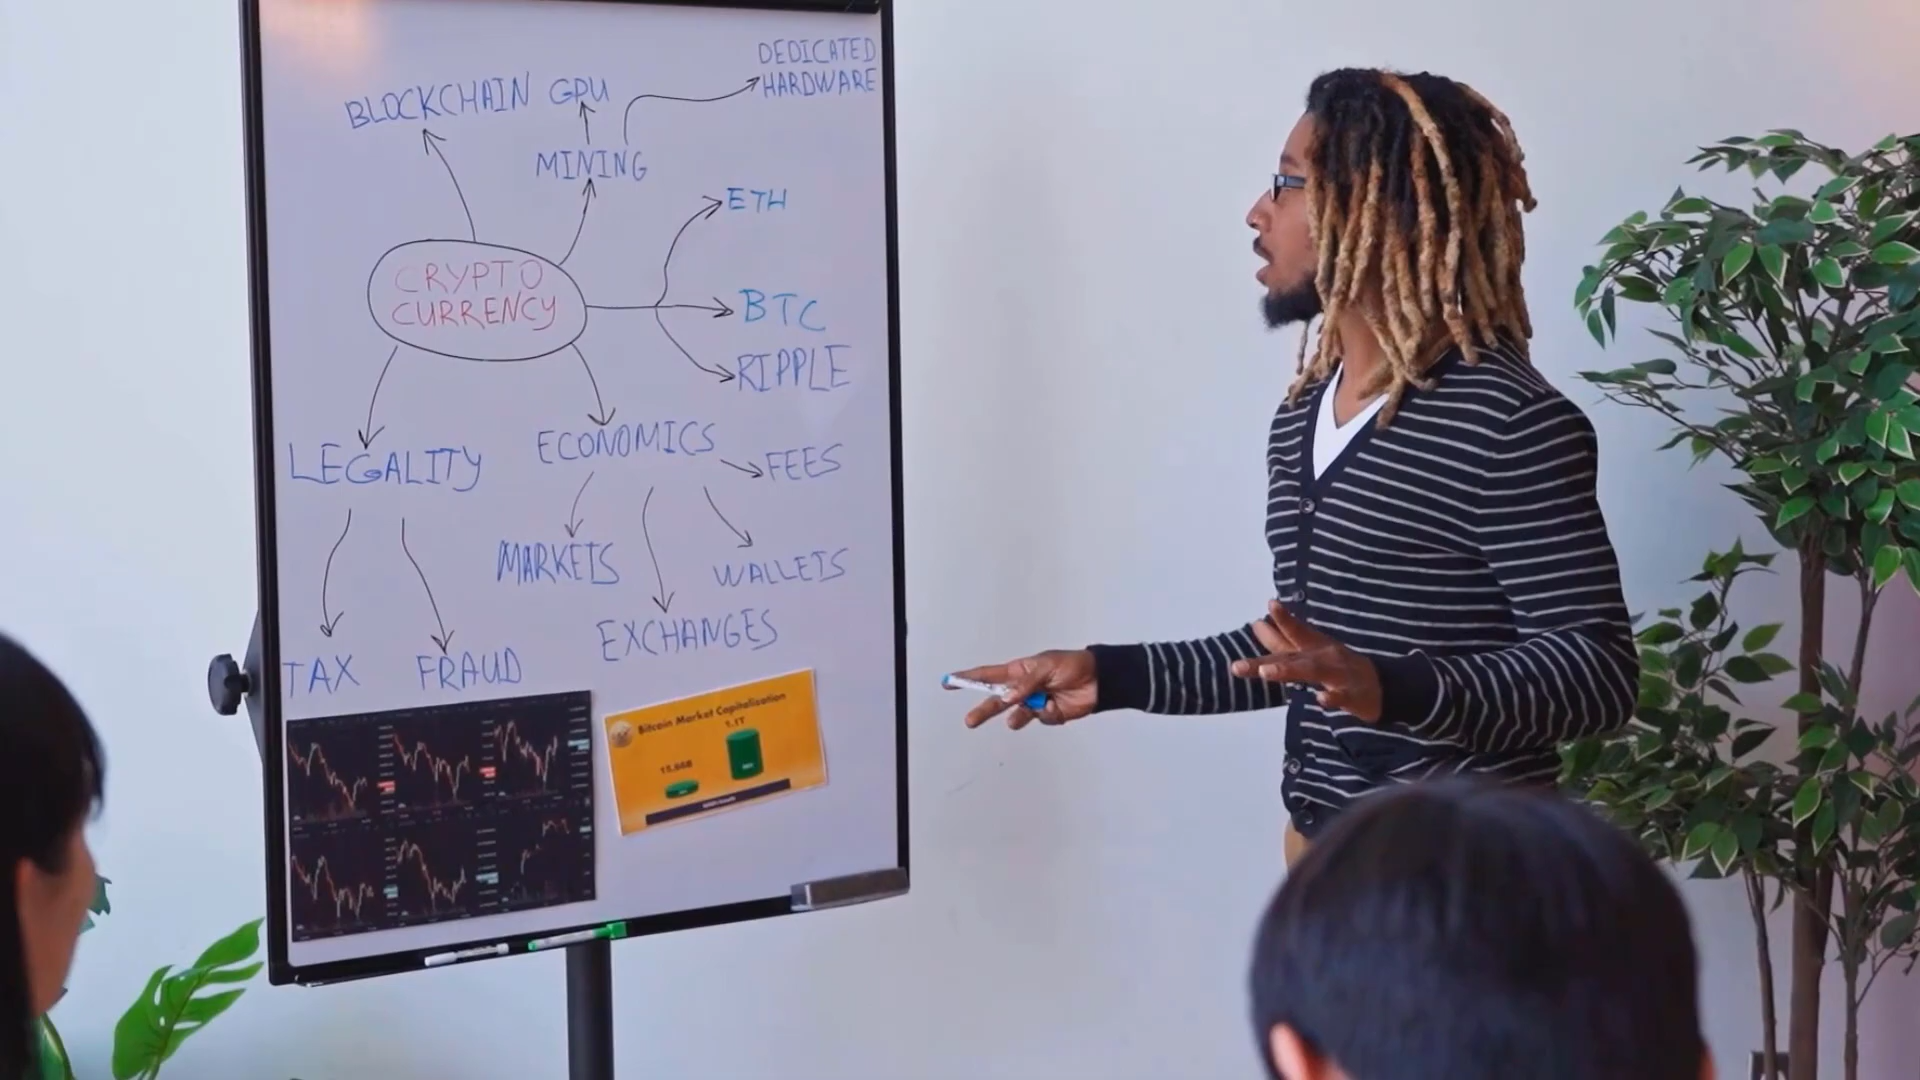 DEDICATED
HARDWARE
BLOCKCHAIN
GPU
MINING
ETH
CRYPTO
CURRENCY
BTC
RIPPLE
LEGALITY
ECONOMICS
FEES
MARKETS
WALLETS
EXCHANGES
TAX
FRAUD
Bitcoin Market Capitalisation
1.1T